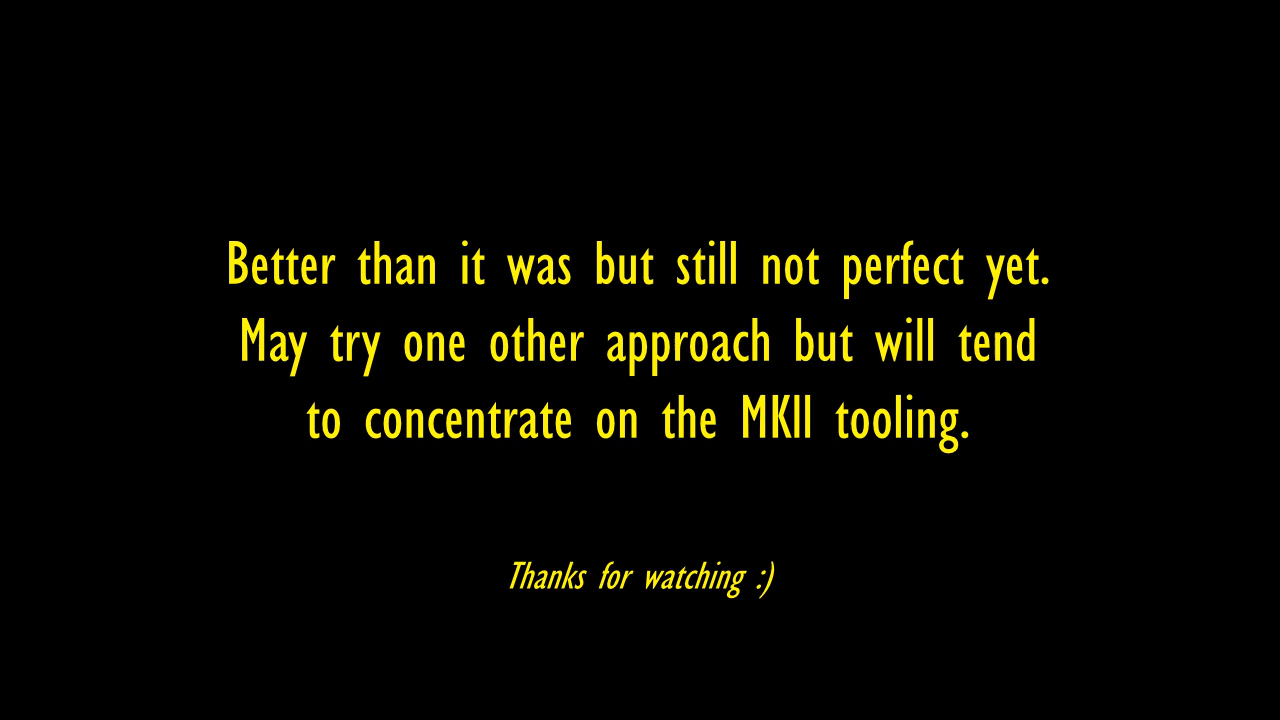 Better than it was but still not perfect yet.
May try one other approach but will tend
to concentrate on the MKII tooling.
Thanks for watching :)